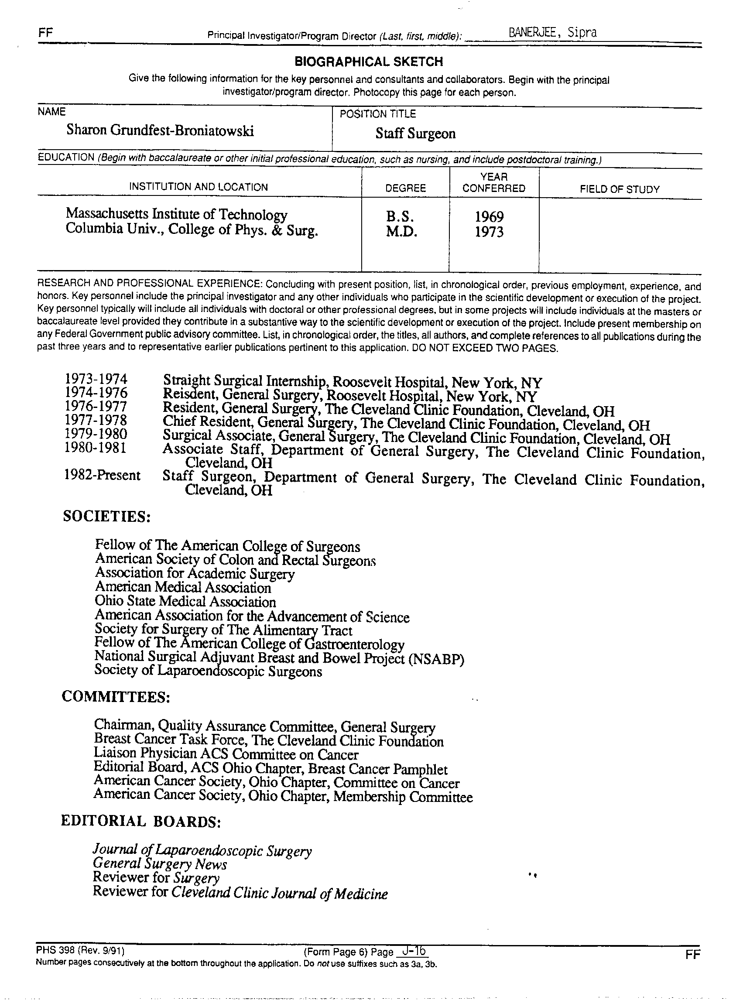 FF
Principal Investigator/Program Director (Last, first, middle): BANERJEE, Sipra
BIOGRAPHICAL SKETCH
Give the following information for the key personnel and consultants and collaborators. Begin with the principal
investigator/program director. Photocopy this page for each person.
NAME
POSITION TITLE
Sharon Grundfest-Broniatowski
Staff Surgeon
EDUCATION (Begin with baccalaureate or other initial professional education, such as nursing, and include postdoctoral training.)
INSTITUTION AND LOCATION
DEGREE
YEAR
CONFERRED
FIELD OF STUDY
Massachusetts Institute of Technology B.S. 1969
Columbia Univ., College of Phys. & Surg. M.D. 1973
RESEARCH AND PROFESSIONAL EXPERIENCE: Concluding with present position, list, in chronological order, previous employment, experience, and
honors. Key personnel include the principal investigator and any other individuals who participate in the scientific development or execution of the project.
Key personnel typically will include all individuals with doctoral or other professional degrees, but in some projects will include individuals at the masters or
baccalaureate level provided they contribute in a substantive way to the scientific development or execution of the project. Include present membership on
any Federal Government public advisory committee. List, in chronological order, the titles, all authors, and complete references to all publications during the
past three years and to representative earlier publications pertinent to this application. DO NOT EXCEED TWO PAGES.
1973-1974 Straight Surgical Internship, Roosevelt Hospital, New York, NY
1974-1976 Reisdent, General Surgery, Roosevelt Hospital, New York, NY
1976-1977 Resident, General Surgery, The Cleveland Clinic Foundation, Cleveland, OH
1977-1978 Chief Resident, General Surgery, The Cleveland Clinic Foundation, Cleveland, OH
1979-1980 Surgical Associate, General Surgery, The Cleveland Clinic Foundation, Cleveland, OH
1980-1981 Associate Staff, Department of General Surgery, The Cleveland Clinic Foundation,
Cleveland, OH
1982-Present Staff Surgeon, Department of General Surgery, The Cleveland Clinic Foundation,
Cleveland, OH
SOCIETIES:
Fellow of The American College of Surgeons
American Society of Colon and Rectal Surgeons
Association for Academic Surgery
American Medical Association
Ohio State Medical Association
American Association for the Advancement of Science
Society for Surgery of The Alimentary Tract
Fellow of The American College of Gastroenterology
National Surgical Adjuvant Breast and Bowel Project (NSABP)
Society of Laparoendoscopic Surgeons
COMMITTEES:
Chairman, Quality Assurance Committee, General Surgery
Breast Cancer Task Force, The Cleveland Clinic Foundation
Liaison Physician ACS Committee on Cancer
Editorial Board, ACS Ohio Chapter, Breast Cancer Pamphlet
American Cancer Society, Ohio Chapter, Committee on Cancer
American Cancer Society, Ohio Chapter, Membership Committee
EDITORIAL BOARDS:
Journal of Laparoendoscopic Surgery
General Surgery News
Reviewer for Surgery
Reviewer for Cleveland Clinic Journal of Medicine
PHS 398 (Rev. 9/91) (Form Page 6) Page J-1b FF
Number pages consecutively at the bottom throughout the application. Do not use suffixes such as 3a, 3b.